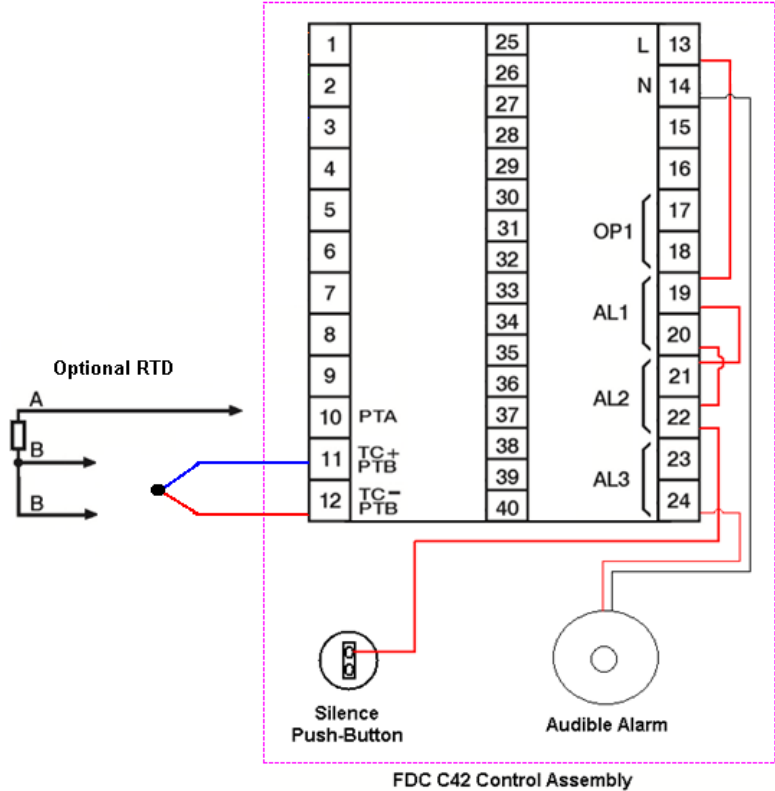 1
2
3
4
5
6
7
8
9
10 PTA
11 TC+
PTB
12 TC-
PTB
25
26
27
28
29
30
31
32
33
34
35
36
37
38
39
40
L 13
N 14
15
16
OP1
17
18
AL1
19
20
AL2
21
22
AL3
23
24
Optional RTD
A
B
B
Silence
Push-Button
Audible Alarm
FDC C42 Control Assembly